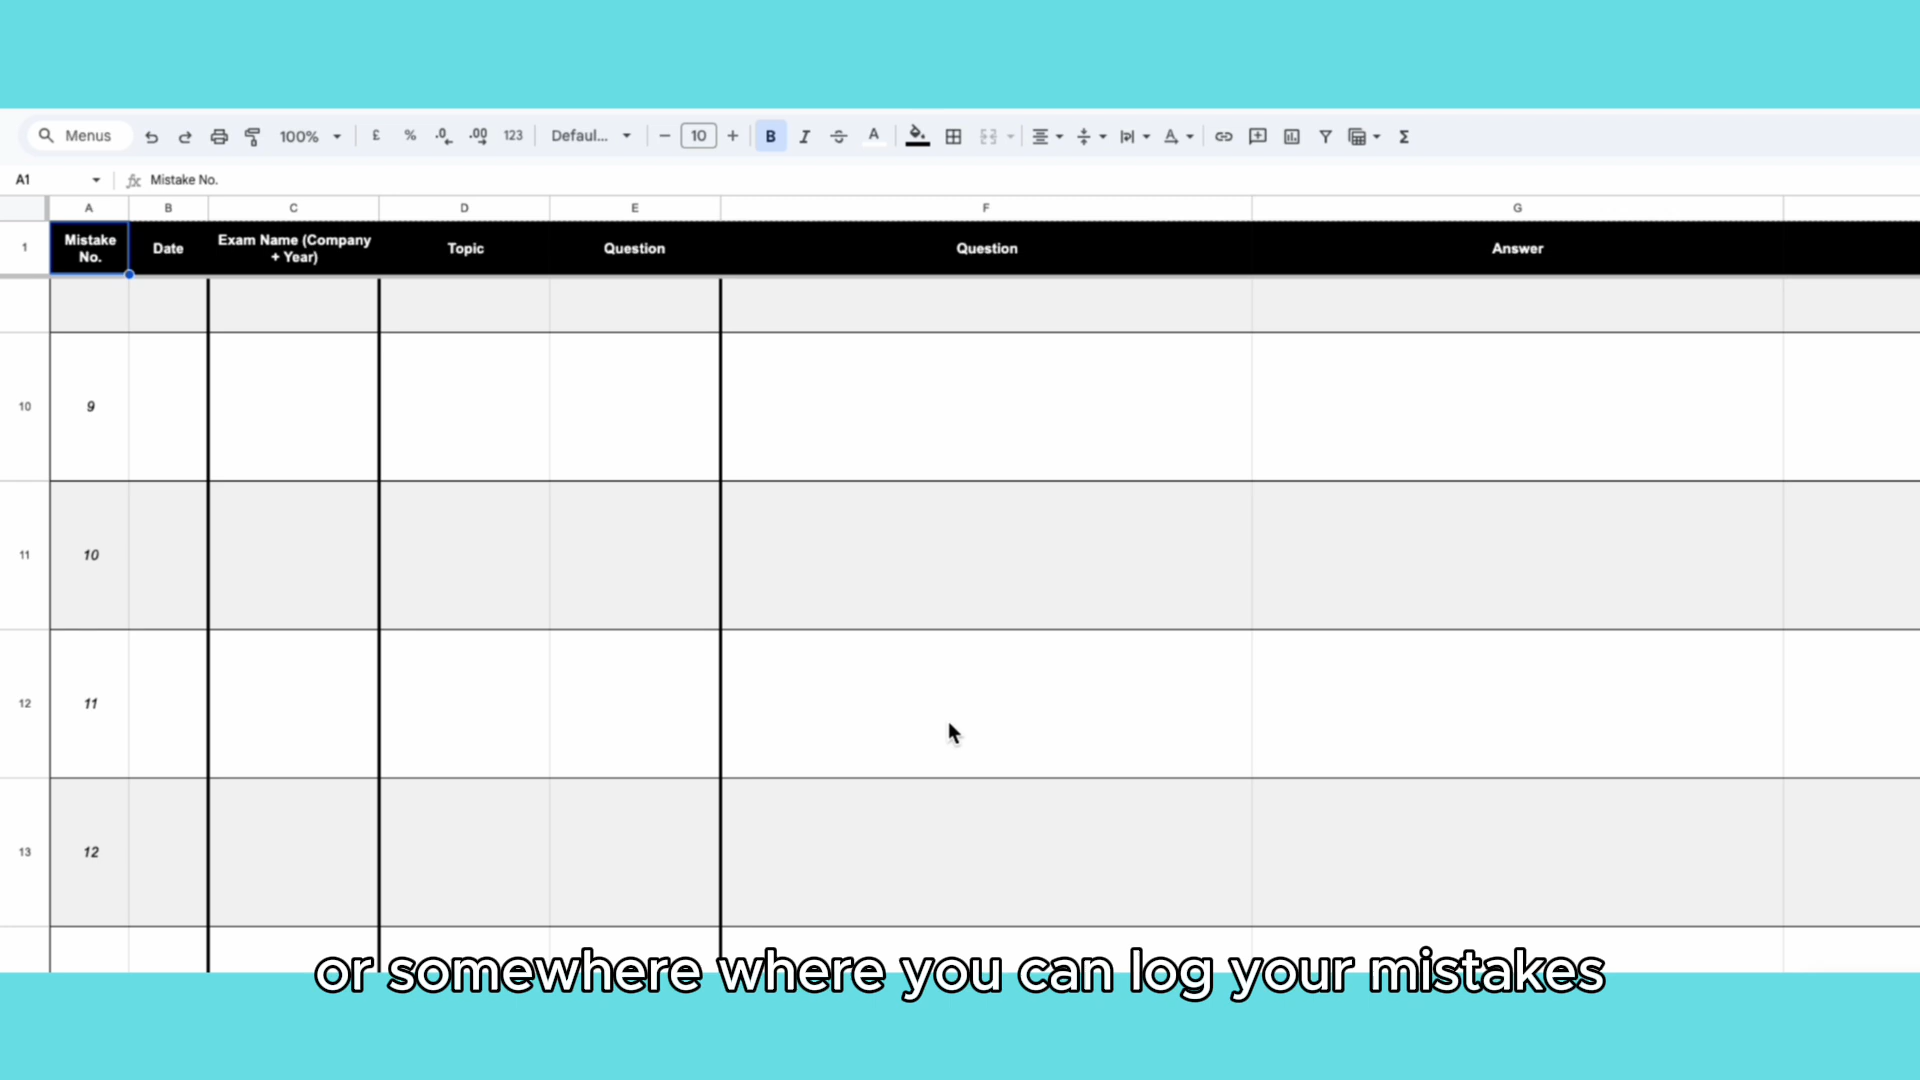 Menus 100% £ % .0 .00 123 Defaul... 10 B I A Σ
A1 fx Mistake No.
A B C D E F G
1 Mistake No. Date Exam Name (Company + Year) Topic Question Question Answer
10 9
11 10
12 11
13 12
or somewhere where you can log your mistakes